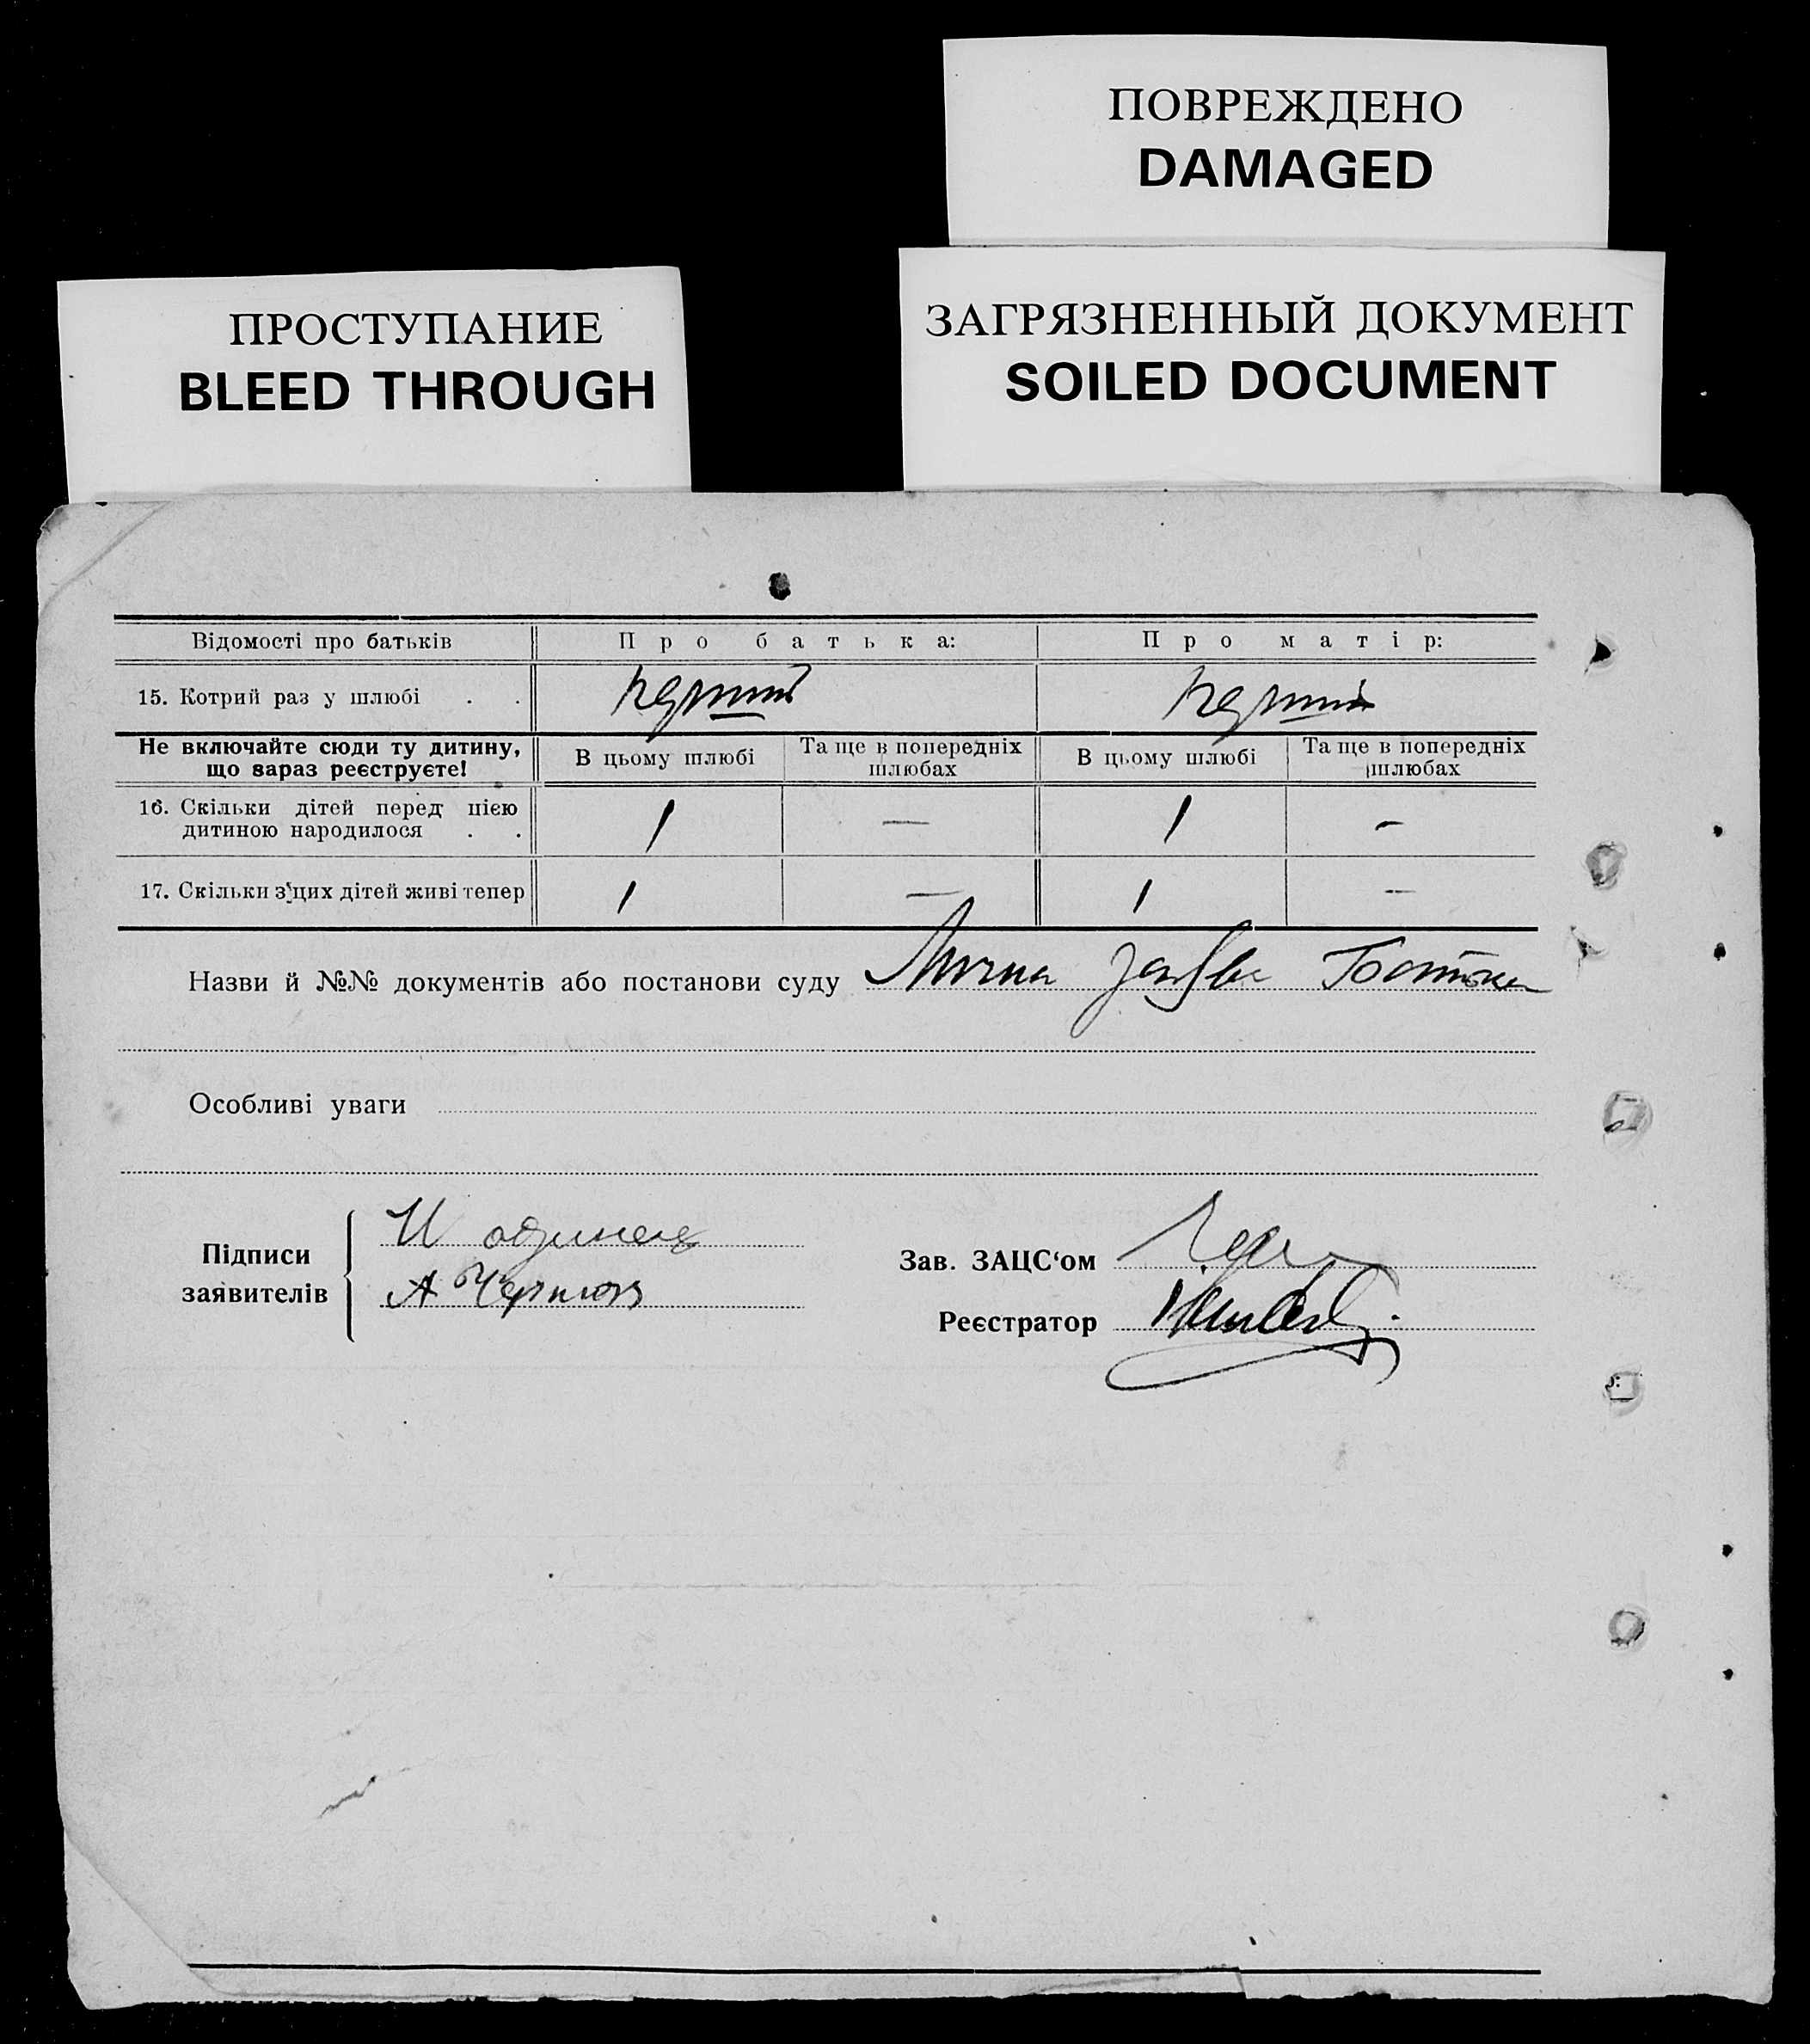 ПОВРЕЖДЕНО
DAMAGED
ПРОСТУПАНИЕ
BLEED THROUGH
ЗАГРЯЗНЕННЫЙ ДОКУМЕНТ
SOILED DOCUMENT
Відомості про батьків Про батька: Про матір:
15. Котрий раз у шлюбі . . перший перший
Не включайте сюди ту дитину, що зараз реєструєте! В цьому шлюбі Та ще в попередніх шлюбах В цьому шлюбі Та ще в попередніх шлюбах
16. Скільки дітей перед цією
дитиною народилося . . 1 — 1 —
17. Скільки з'цих дітей живі тепер 1 — 1 —
Назви й №№ документів або постанови суду Батька
Особливі уваги
Підписи
заявителів
И одинец
А
Зав. ЗАЦС‘ом
Реєстратор